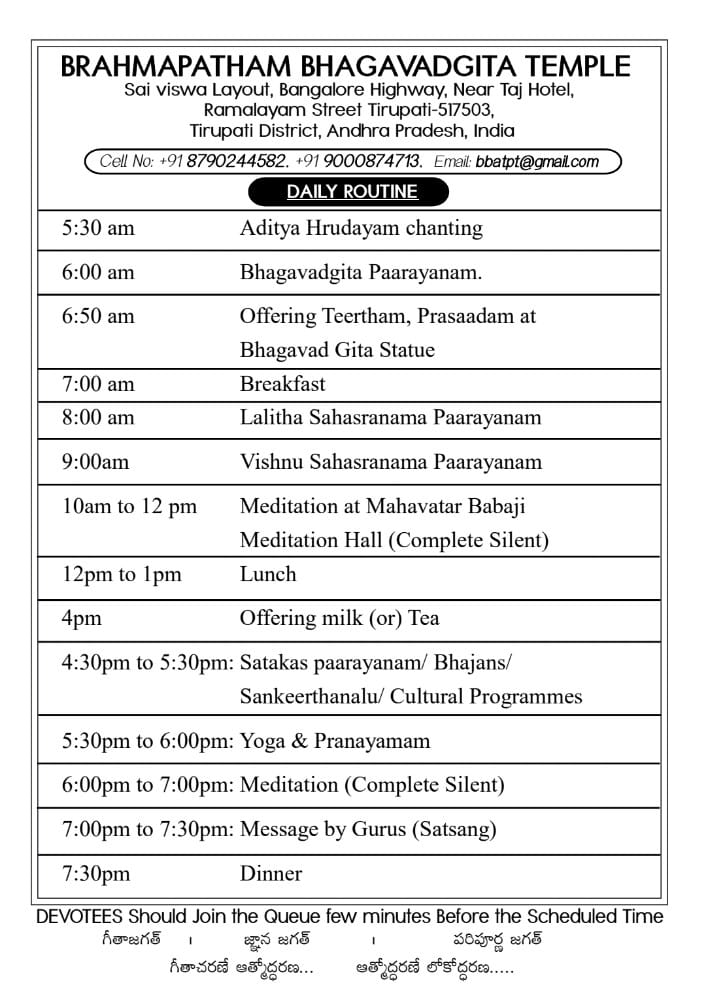 BRAHMAPATHAM BHAGAVADGITA TEMPLE
Sai viswa Layout, Bangalore Highway, Near Taj Hotel,
Ramalayam Street Tirupati-517503,
Tirupati District, Andhra Pradesh, India
Cell No: +91 8790244582. +91 9000874713. Email: bbatpt@gmail.com
DAILY ROUTINE
5:30 am Aditya Hrudayam chanting
6:00 am Bhagavadgita Paarayanam.
6:50 am Offering Teertham, Prasaadam at
Bhagavad Gita Statue
7:00 am Breakfast
8:00 am Lalitha Sahasranama Paarayanam
9:00am Vishnu Sahasranama Paarayanam
10am to 12 pm Meditation at Mahavatar Babaji
Meditation Hall (Complete Silent)
12pm to 1pm Lunch
4pm Offering milk (or) Tea
4:30pm to 5:30pm: Satakas paarayanam/ Bhajans/
Sankeerthanalu/ Cultural Programmes
5:30pm to 6:00pm: Yoga & Pranayamam
6:00pm to 7:00pm: Meditation (Complete Silent)
7:00pm to 7:30pm: Message by Gurus (Satsang)
7:30pm Dinner
DEVOTEES Should Join the Queue few minutes Before the Scheduled Time
గీతాజగత్ । జ్ఞాన జగత్ । పరిపూర్ణ జగత్
గీతాచరణే ఆత్మోద్ధరణ... ఆత్మోద్ధరణే లోకోద్ధరణ.....